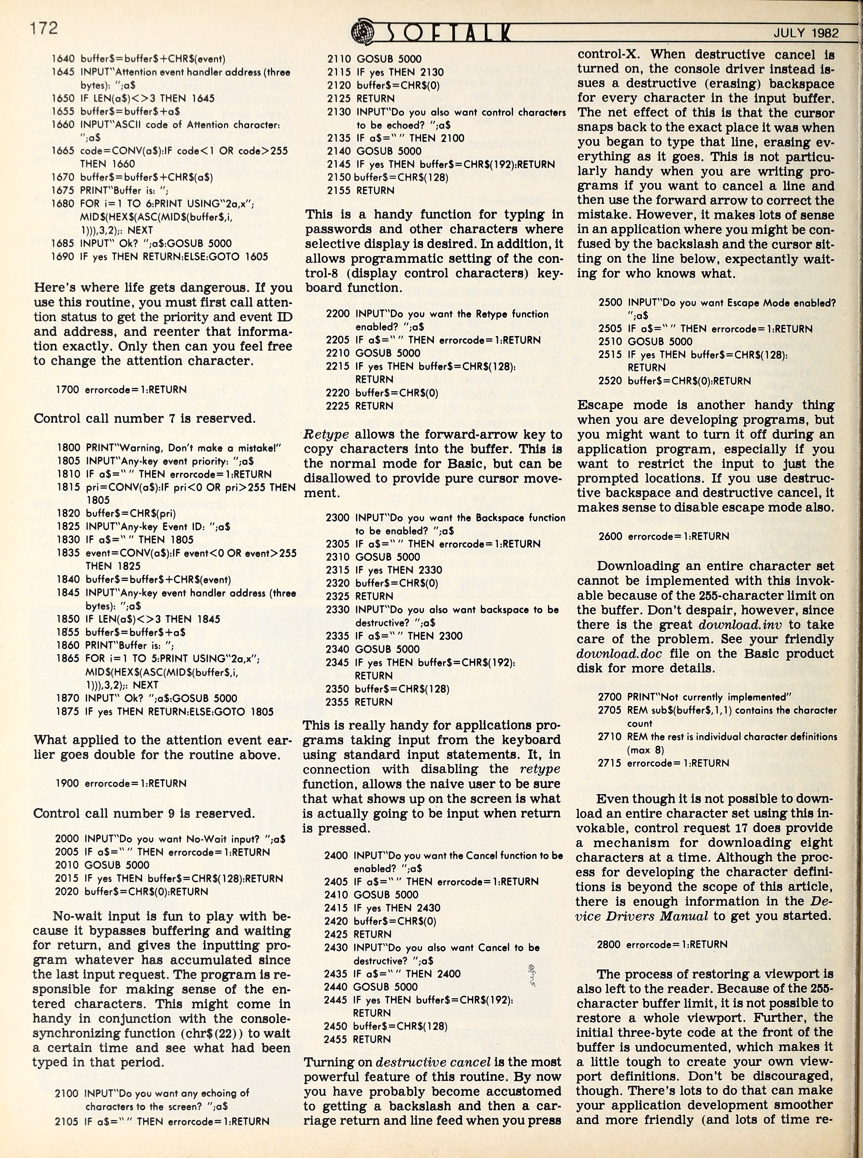 172
SOFTALK
JULY 1982
1640 buffer$=buffer$+CHR$(event)
1645 INPUT"Attention event handler address (three
bytes): ";a$
1650 IF LEN(a$)<>3 THEN 1645
1655 buffer$=buffer$+a$
1660 INPUT"ASCII code of Attention character:
";a$
1665 code=CONV(a$):IF code<1 OR code>255
THEN 1660
1670 buffer$=buffer$+CHR$(a$)
1675 PRINT"Buffer is: ";
1680 FOR i=1 TO 6:PRINT USING"2a,x";
MID$(HEX$(ASC(MID$(buffer$,i,
1))),3,2);: NEXT
1685 INPUT" Ok? ";a$:GOSUB 5000
1690 IF yes THEN RETURN:ELSE:GOTO 1605
Here's where life gets dangerous. If you
use this routine, you must first call atten-
tion status to get the priority and event ID
and address, and reenter that informa-
tion exactly. Only then can you feel free
to change the attention character.
1700 errorcode=1:RETURN
Control call number 7 is reserved.
1800 PRINT"Warning, Don't make a mistake!"
1805 INPUT"Any-key event priority: ";a$
1810 IF a$="" THEN errorcode=1:RETURN
1815 pri=CONV(a$):IF pri<0 OR pri>255 THEN
1805
1820 buffer$=CHR$(pri)
1825 INPUT"Any-key Event ID: ";a$
1830 IF a$="" THEN 1805
1835 event=CONV(a$):IF event<0 OR event>255
THEN 1825
1840 buffer$=buffer$+CHR$(event)
1845 INPUT"Any-key event handler address (three
bytes): ";a$
1850 IF LEN(a$)<>3 THEN 1845
1855 buffer$=buffer$+a$
1860 PRINT"Buffer is: ";
1865 FOR i=1 TO 5:PRINT USING"2a,x";
MID$(HEX$(ASC(MID$(buffer$,i,
1))),3,2);: NEXT
1870 INPUT" Ok? ";a$:GOSUB 5000
1875 IF yes THEN RETURN:ELSE:GOTO 1805
What applied to the attention event ear-
lier goes double for the routine above.
1900 errorcode=1:RETURN
Control call number 9 is reserved.
2000 INPUT"Do you want No-Wait input? ";a$
2005 IF a$="" THEN errorcode=1:RETURN
2010 GOSUB 5000
2015 IF yes THEN buffer$=CHR$(128):RETURN
2020 buffer$=CHR$(0):RETURN
No-wait input is fun to play with be-
cause it bypasses buffering and waiting
for return, and gives the inputting pro-
gram whatever has accumulated since
the last input request. The program is re-
sponsible for making sense of the en-
tered characters. This might come in
handy in conjunction with the console-
synchronizing function (chr$(22)) to wait
a certain time and see what had been
typed in that period.
2100 INPUT"Do you want any echoing of
characters to the screen? ";a$
2105 IF a$="" THEN errorcode=1:RETURN
2110 GOSUB 5000
2115 IF yes THEN 2130
2120 buffer$=CHR$(0)
2125 RETURN
2130 INPUT"Do you also want control characters
to be echoed? ";a$
2135 IF a$="" THEN 2100
2140 GOSUB 5000
2145 IF yes THEN buffer$=CHR$(192):RETURN
2150 buffer$=CHR$(128)
2155 RETURN
This is a handy function for typing in
passwords and other characters where
selective display is desired. In addition, it
allows programmatic setting of the con-
trol-8 (display control characters) key-
board function.
2200 INPUT"Do you want the Retype function
enabled? ";a$
2205 IF a$="" THEN errorcode=1:RETURN
2210 GOSUB 5000
2215 IF yes THEN buffer$=CHR$(128):
RETURN
2220 buffer$=CHR$(0)
2225 RETURN
Retype allows the forward-arrow key to
copy characters into the buffer. This is
the normal mode for Basic, but can be
disallowed to provide pure cursor move-
ment.
2300 INPUT"Do you want the Backspace function
to be enabled? ";a$
2305 IF a$="" THEN errorcode=1:RETURN
2310 GOSUB 5000
2315 IF yes THEN 2330
2320 buffer$=CHR$(0)
2325 RETURN
2330 INPUT"Do you also want backspace to be
destructive? ";a$
2335 IF a$="" THEN 2300
2340 GOSUB 5000
2345 IF yes THEN buffer$=CHR$(192):
RETURN
2350 buffer$=CHR$(128)
2355 RETURN
This is really handy for applications pro-
grams taking input from the keyboard
using standard input statements. It, in
connection with disabling the retype
function, allows the naive user to be sure
that what shows up on the screen is what
is actually going to be input when return
is pressed.
2400 INPUT"Do you want the Cancel function to be
enabled? ";a$
2405 IF a$="" THEN errorcode=1:RETURN
2410 GOSUB 5000
2415 IF yes THEN 2430
2420 buffer$=CHR$(0)
2425 RETURN
2430 INPUT"Do you also want Cancel to be
destructive? ";a$
2435 IF a$="" THEN 2400
2440 GOSUB 5000
2445 IF yes THEN buffer$=CHR$(192):
RETURN
2450 buffer$=CHR$(128)
2455 RETURN
Turning on destructive cancel is the most
powerful feature of this routine. By now
you have probably become accustomed
to getting a backslash and then a car-
riage return and line feed when you press
control-X. When destructive cancel is
turned on, the console driver instead is-
sues a destructive (erasing) backspace
for every character in the input buffer.
The net effect of this is that the cursor
snaps back to the exact place it was when
you began to type that line, erasing ev-
erything as it goes. This is not particu-
larly handy when you are writing pro-
grams if you want to cancel a line and
then use the forward arrow to correct the
mistake. However, it makes lots of sense
in an application where you might be con-
fused by the backslash and the cursor sit-
ting on the line below, expectantly wait-
ing for who knows what.
2500 INPUT"Do you want Escape Mode enabled?
";a$
2505 IF a$="" THEN errorcode=1:RETURN
2510 GOSUB 5000
2515 IF yes THEN buffer$=CHR$(128):
RETURN
2520 buffer$=CHR$(0):RETURN
Escape mode is another handy thing
when you are developing programs, but
you might want to turn it off during an
application program, especially if you
want to restrict the input to just the
prompted locations. If you use destruc-
tive backspace and destructive cancel, it
makes sense to disable escape mode also.
2600 errorcode=1:RETURN
Downloading an entire character set
cannot be implemented with this invok-
able because of the 255-character limit on
the buffer. Don't despair, however, since
there is the great download.inv to take
care of the problem. See your friendly
download.doc file on the Basic product
disk for more details.
2700 PRINT"Not currently implemented"
2705 REM sub$(buffer$,1,1) contains the character
count
2710 REM the rest is individual character definitions
(max 8)
2715 errorcode=1:RETURN
Even though it is not possible to down-
load an entire character set using this in-
vokable, control request 17 does provide
a mechanism for downloading eight
characters at a time. Although the proc-
ess for developing the character defini-
tions is beyond the scope of this article,
there is enough information in the De-
vice Drivers Manual to get you started.
2800 errorcode=1:RETURN
The process of restoring a viewport is
also left to the reader. Because of the 255-
character buffer limit, it is not possible to
restore a whole viewport. Further, the
initial three-byte code at the front of the
buffer is undocumented, which makes it
a little tough to create your own view-
port definitions. Don't be discouraged,
though. There's lots to do that can make
your application development smoother
and more friendly (and lots of time re-